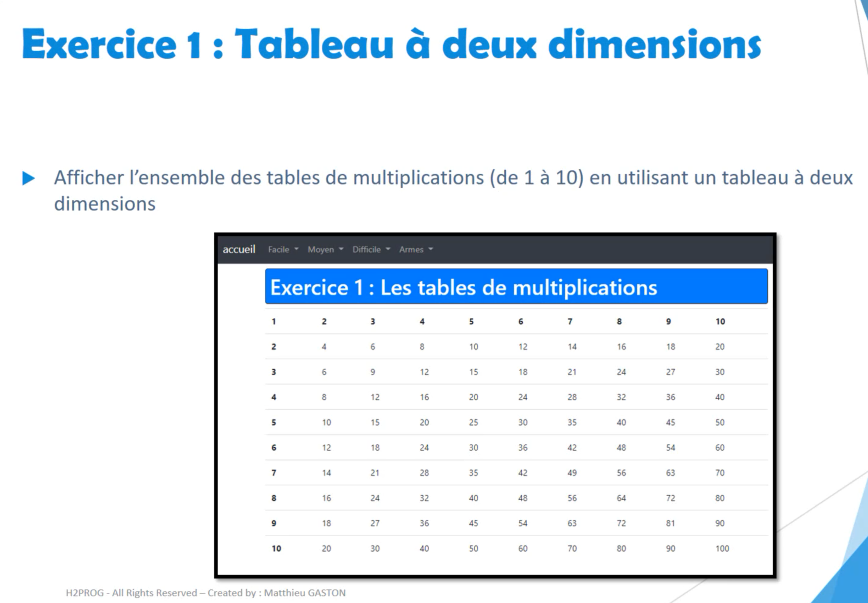 Exercice 1 : Tableau à deux dimensions
Afficher l'ensemble des tables de multiplications (de 1 à 10) en utilisant un tableau à deux
dimensions
accueil Facile Moyen Difficile Armes
Exercice 1 : Les tables de multiplications
1 2 3 4 5 6 7 8 9 10
2 4 6 8 10 12 14 16 18 20
3 6 9 12 15 18 21 24 27 30
4 8 12 16 20 24 28 32 36 40
5 10 15 20 25 30 35 40 45 50
6 12 18 24 30 36 42 48 54 60
7 14 21 28 35 42 49 56 63 70
8 16 24 32 40 48 56 64 72 80
9 18 27 36 45 54 63 72 81 90
10 20 30 40 50 60 70 80 90 100
H2PROG - All Rights Reserved – Created by : Matthieu GASTON